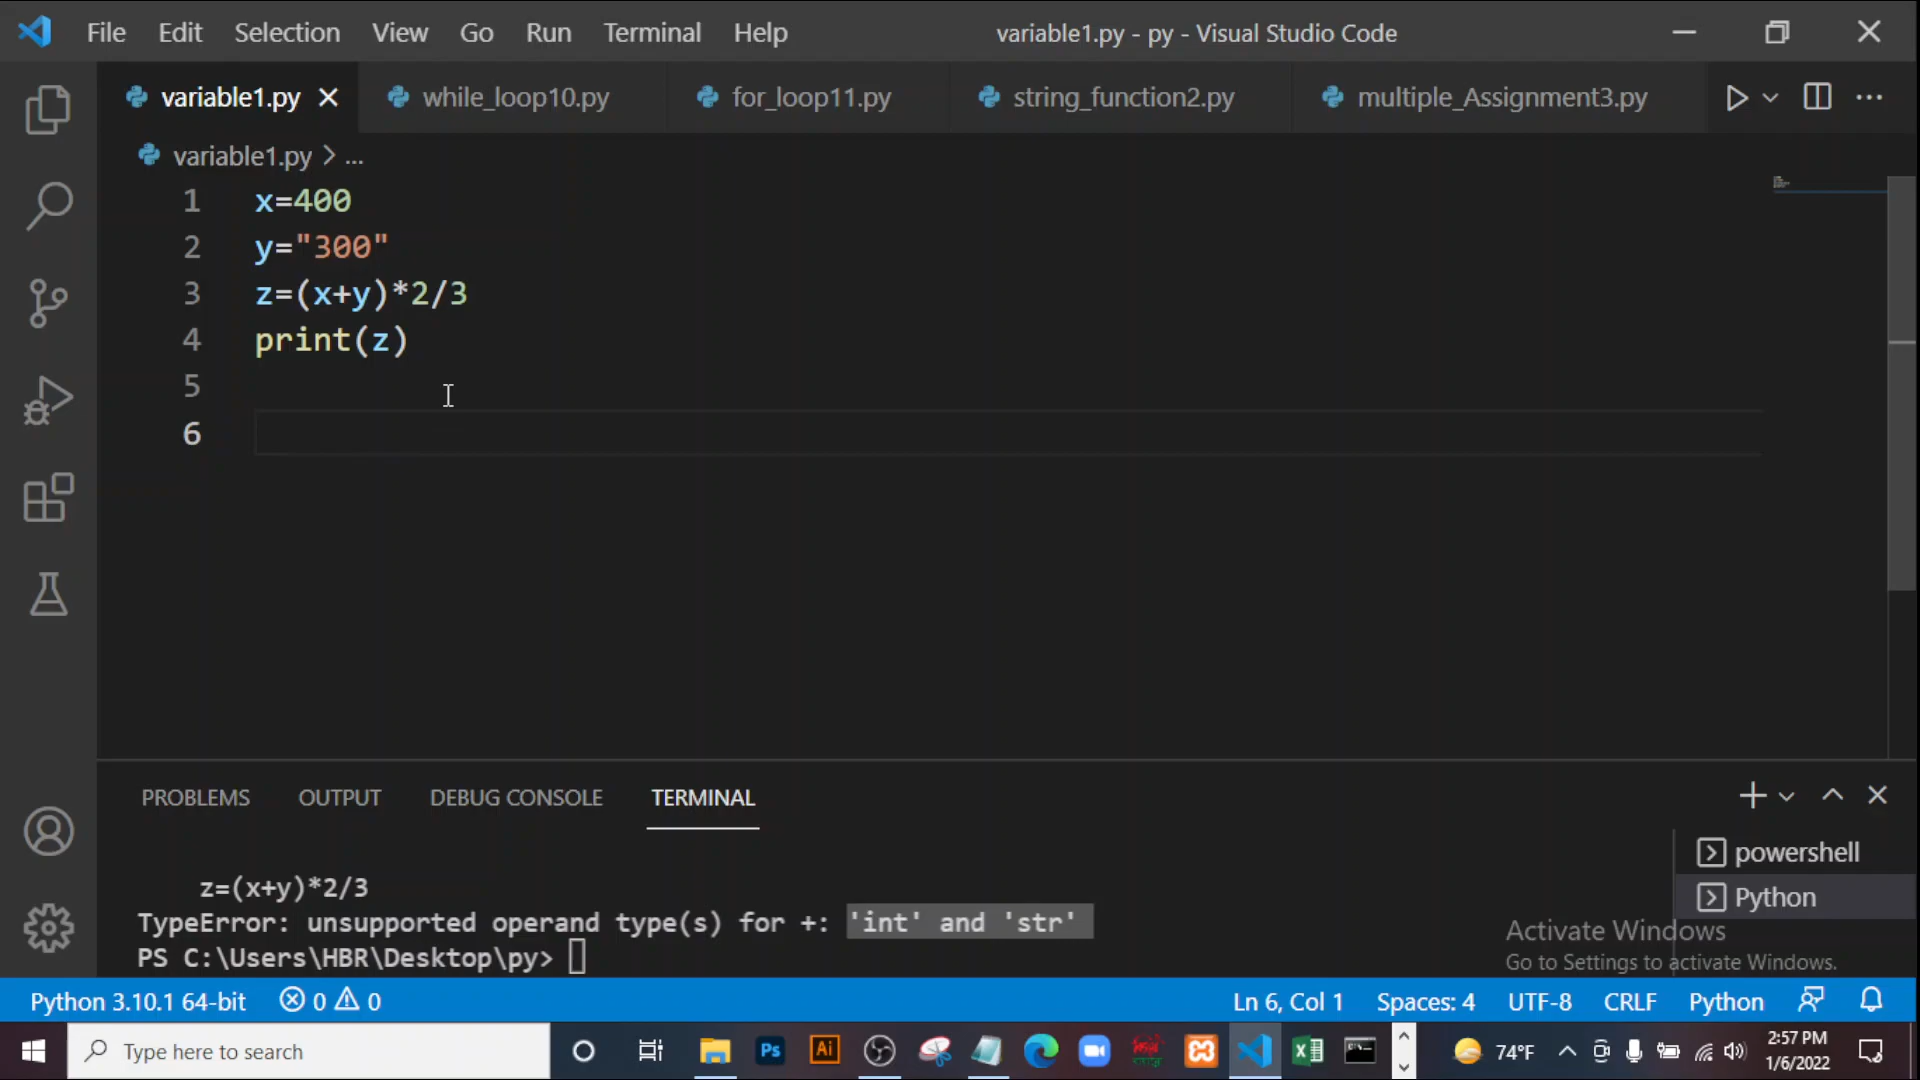 File Edit Selection View Go Run Terminal Help variable1.py - py - Visual Studio Code
variable1.py while_loop10.py for_loop11.py string_function2.py multiple_Assignment3.py
variable1.py > ...
1 x=400
2 y="300"
3 z=(x+y)*2/3
4 print(z)
5
6
PROBLEMS OUTPUT DEBUG CONSOLE TERMINAL
powershell
Python
z=(x+y)*2/3
TypeError: unsupported operand type(s) for +: 'int' and 'str'
PS C:\Users\HBR\Desktop\py>
Activate Windows
Go to Settings to activate Windows.
Python 3.10.1 64-bit 0 0 Ln 6, Col 1 Spaces: 4 UTF-8 CRLF Python
Type here to search Ps Ai 74°F 2:57 PM
1/6/2022